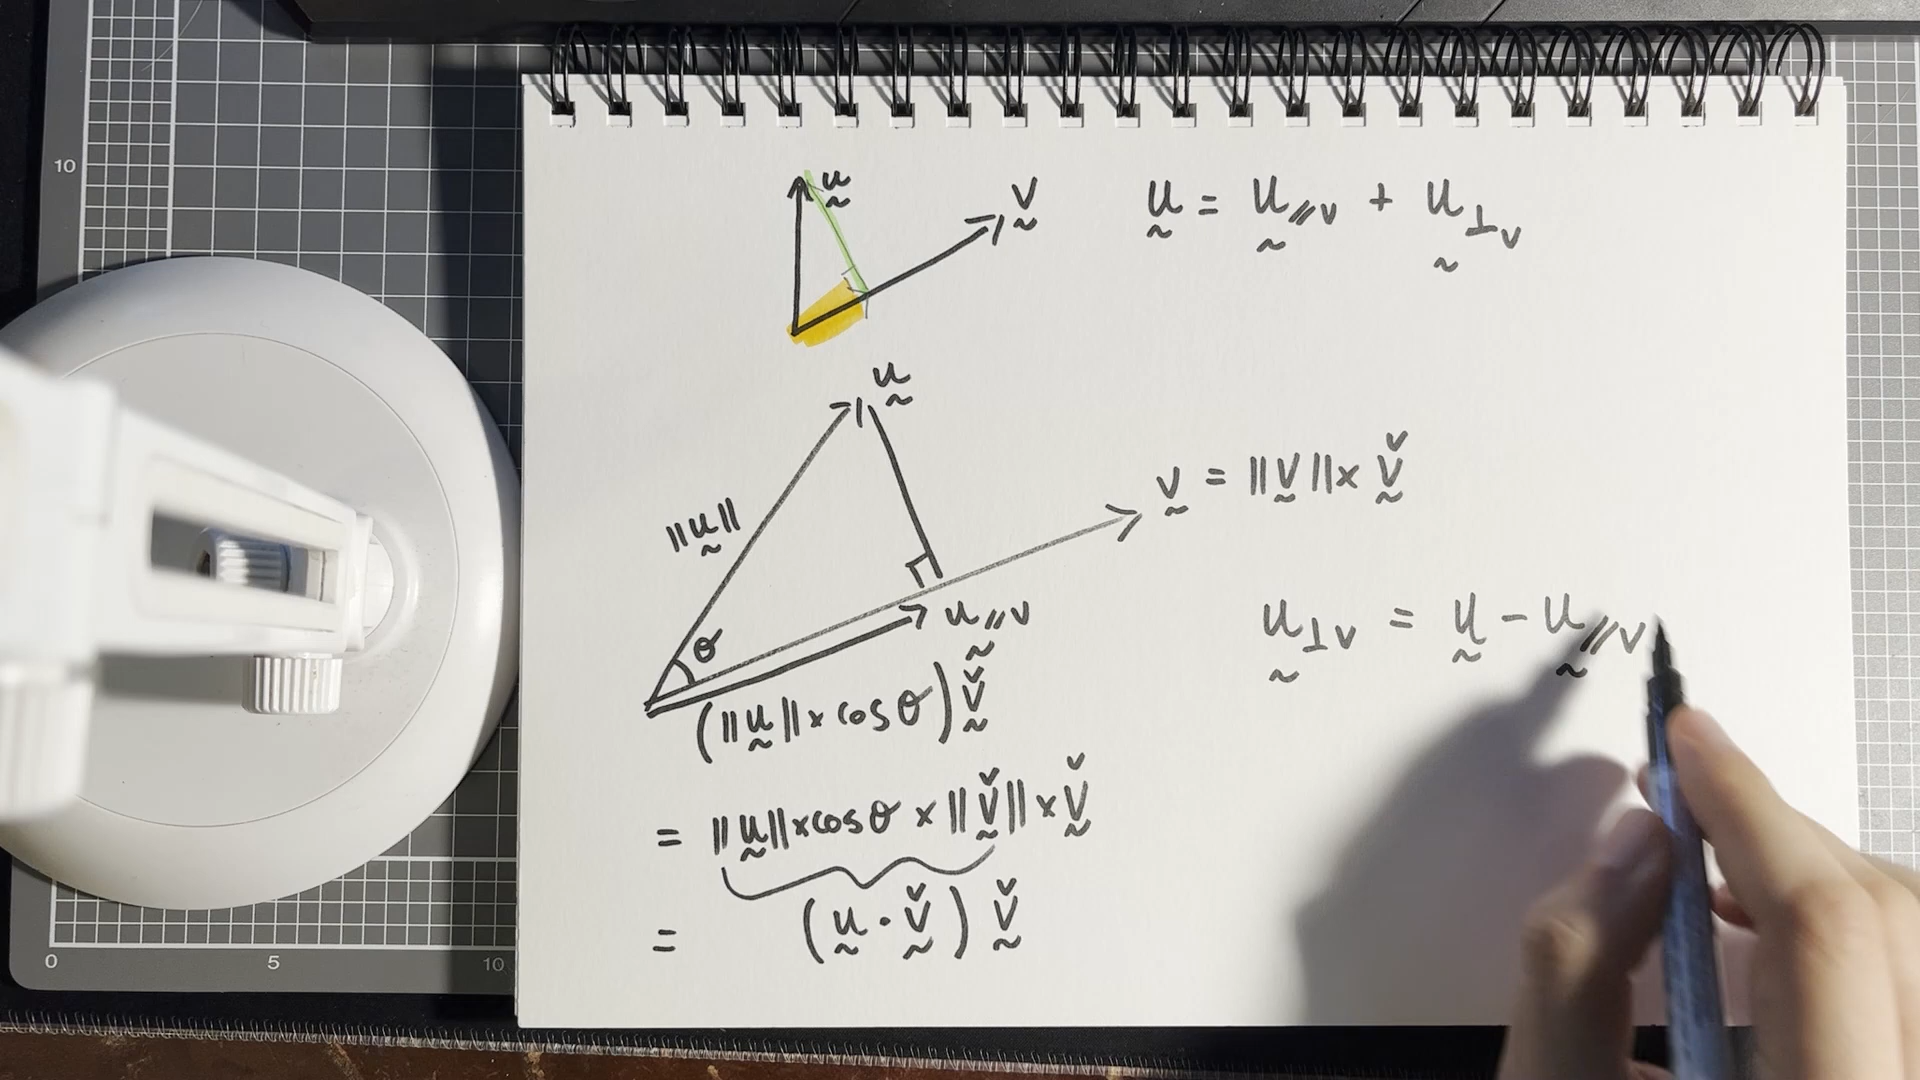 10
u
~
v
~
u = u∥v + u⊥v
~ ~ ~
u
~
||u||
~
v = ||v|| × v̌
~ ~ ~
θ
u∥v
~
(||u|| × cos θ) v̌
~ ~
u⊥v = u − u∥v
~ ~ ~
= ||u|| × cos θ × ||v̌|| × v̌
~ ~ ~
= (u · v̌) v̌
~ ~ ~
0 5 10